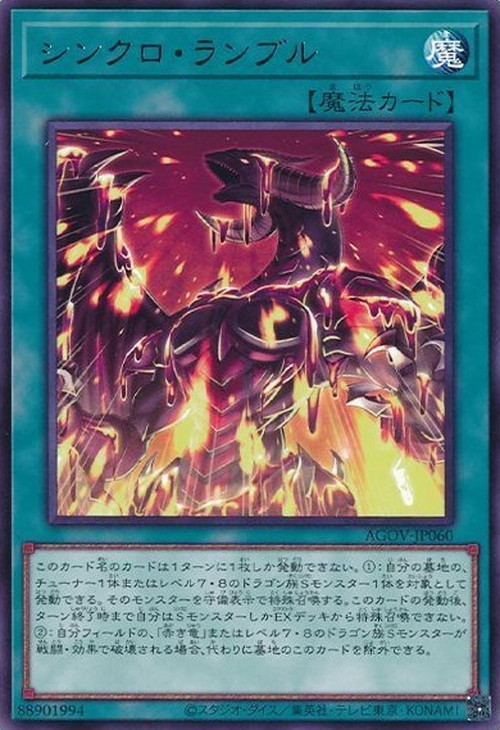 シンクロ・ランブル
魔
【魔法カード】
AGOV-JP060
このカード名のカードは1ターンに1枚しか発動できない。①：自分の墓地の、
チューナー1体またはレベル7・8のドラゴン族Sモンスター1体を対象として
発動できる。そのモンスターを守備表示で特殊召喚する。このカードの発動後、
ターン終了時まで自分はSモンスターしかEXデッキから特殊召喚できない。
②：自分フィールドの、「赤き竜」またはレベル7・8のドラゴン族Sモンスターが
戦闘・効果で破壊される場合、代わりに墓地のこのカードを除外できる。
88901994
©スタジオ・ダイス／集英社・テレビ東京・KONAMI